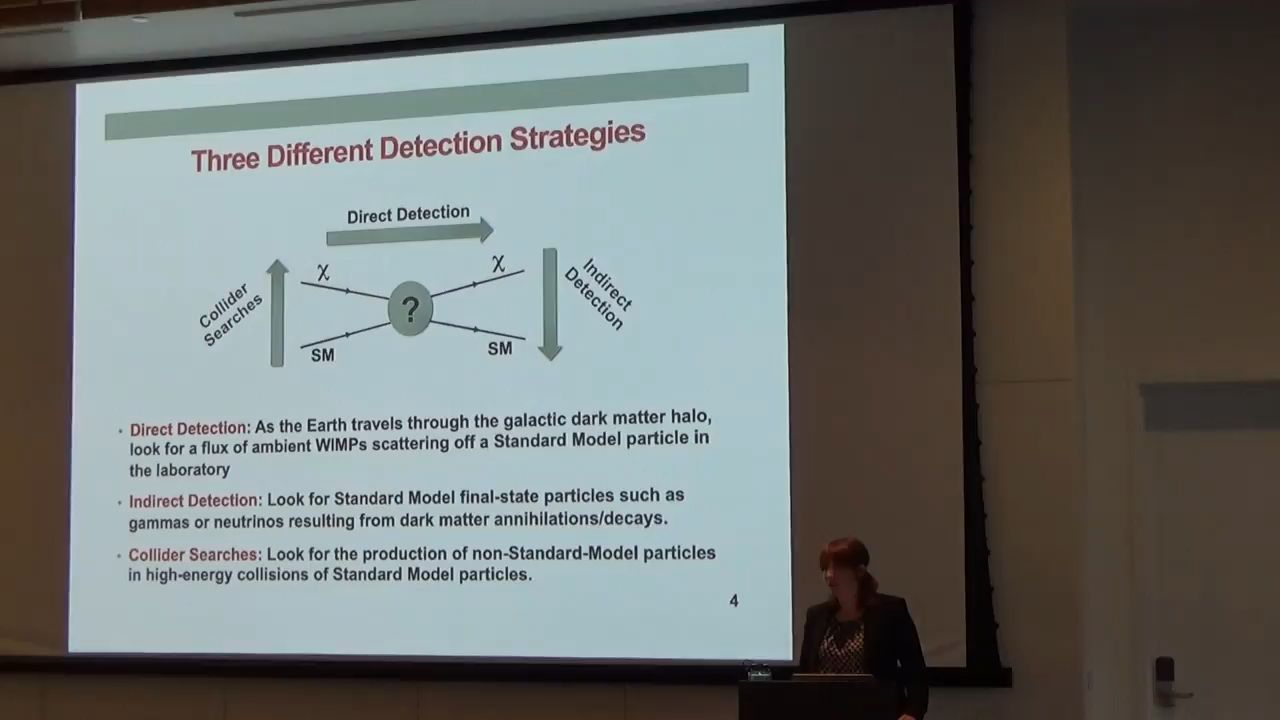 Three Different Detection Strategies
Direct Detection
χ
χ
Collider
Searches
?
Indirect
Detection
SM
SM
• Direct Detection: As the Earth travels through the galactic dark matter halo,
look for a flux of ambient WIMPs scattering off a Standard Model particle in
the laboratory
• Indirect Detection: Look for Standard Model final-state particles such as
gammas or neutrinos resulting from dark matter annihilations/decays.
• Collider Searches: Look for the production of non-Standard-Model particles
in high-energy collisions of Standard Model particles.
4